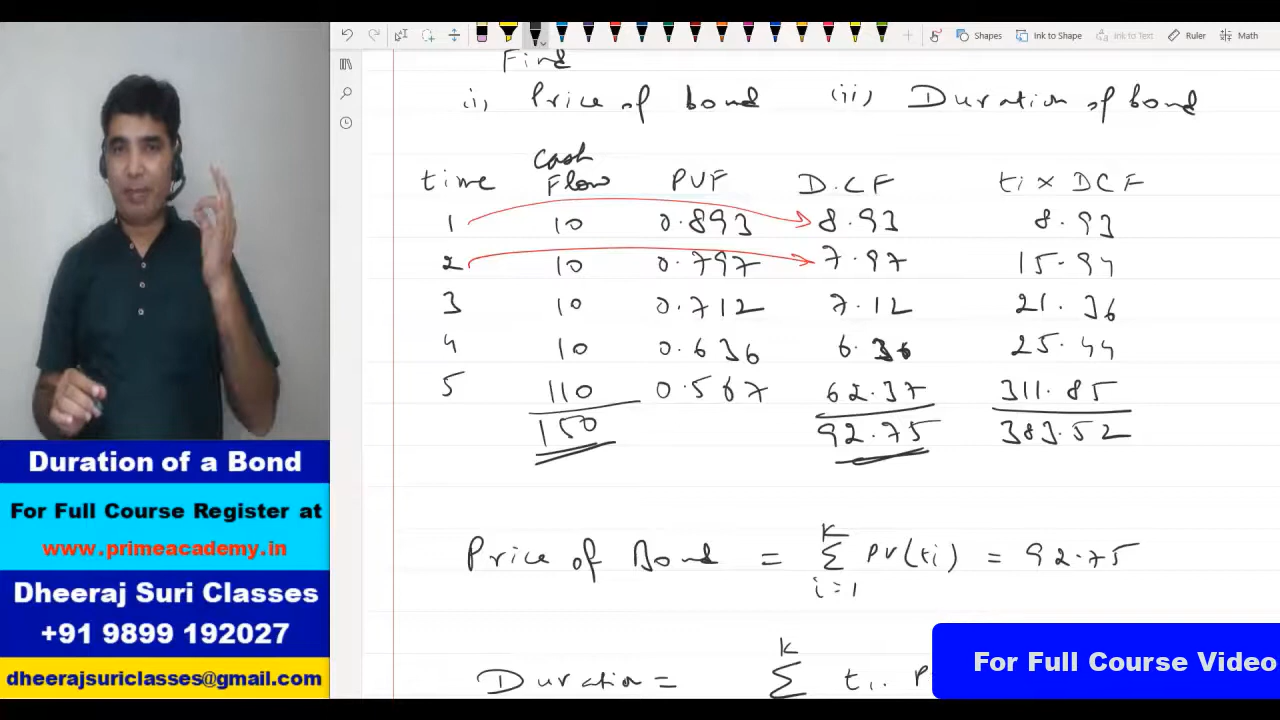 Shapes Ink to Shape Ink to Text Ruler Math
Find
(i) Price of bond (ii) Duration of bond
time Cash Flow PVF D.CF ti × DCF
1 10 0.893 8.93 8.93
2 10 0.797 7.97 15.94
3 10 0.712 7.12 21.36
4 10 0.636 6.36 25.44
5 110 0.567 62.37 311.85
150 92.75 383.52
Price of Bond = K Σ i=1 PV(ti) = 92.75
Duration = K Σ ti. P
Duration of a Bond
For Full Course Register at
www.primeacademy.in
Dheeraj Suri Classes
+91 9899 192027
dheerajsuriclasses@gmail.com
For Full Course Video